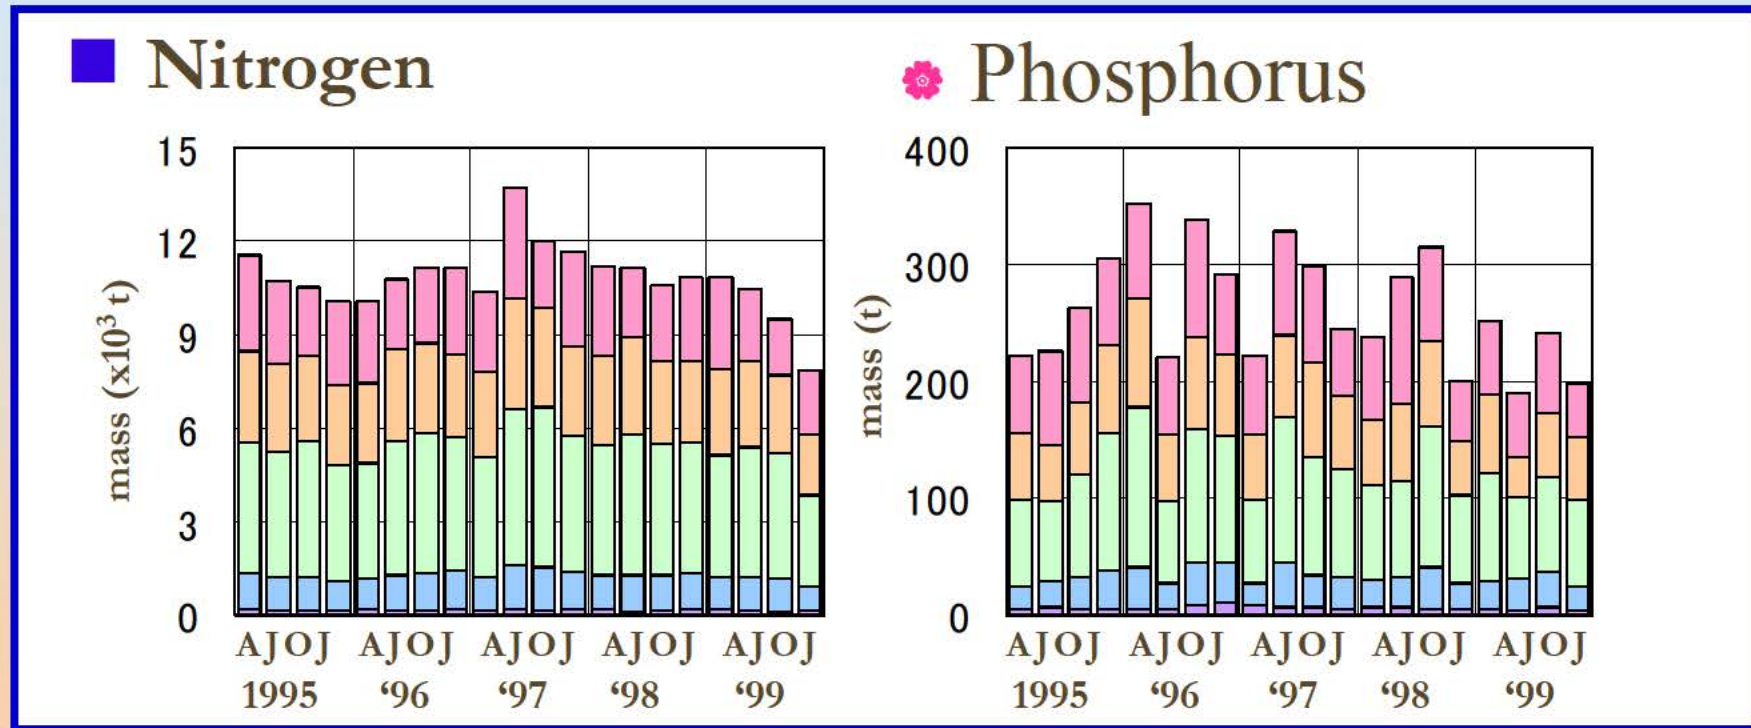 Nitrogen
mass (x10³ t)
15
12
9
6
3
0
AJOJ AJOJ AJOJ AJOJ AJOJ
1995 ‘96 ‘97 ‘98 ‘99
Phosphorus
mass (t)
400
300
200
100
0
AJOJ AJOJ AJOJ AJOJ AJOJ
1995 ‘96 ‘97 ‘98 ‘99